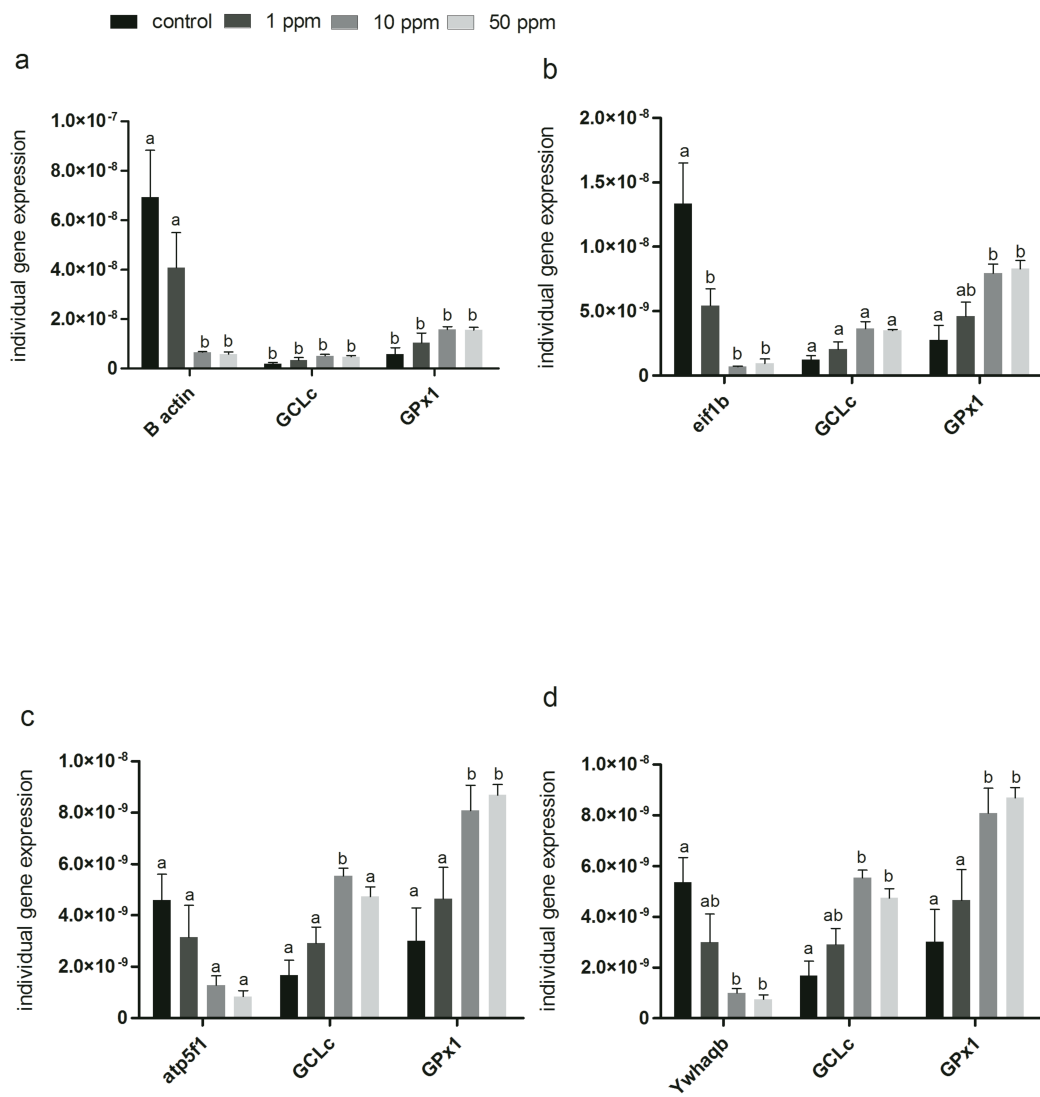 control 1 ppm 10 ppm 50 ppm
a
individual gene expression
1.0×10-7
8.0×10-8
6.0×10-8
4.0×10-8
2.0×10-8
0
a a b b
b b b b
b b b b
B actin GCLc GPx1
b
individual gene expression
2.0×10-8
1.5×10-8
1.0×10-8
5.0×10-9
0
a b b b
a a a a
a ab b b
eif1b GCLc GPx1
c
individual gene expression
1.0×10-8
8.0×10-9
6.0×10-9
4.0×10-9
2.0×10-9
0
a a a a
a a b a
a a b b
atp5f1 GCLc GPx1
d
individual gene expression
1.0×10-8
8.0×10-9
6.0×10-9
4.0×10-9
2.0×10-9
0
a ab b b
a ab b b
a a b b
Ywhaqb GCLc GPx1